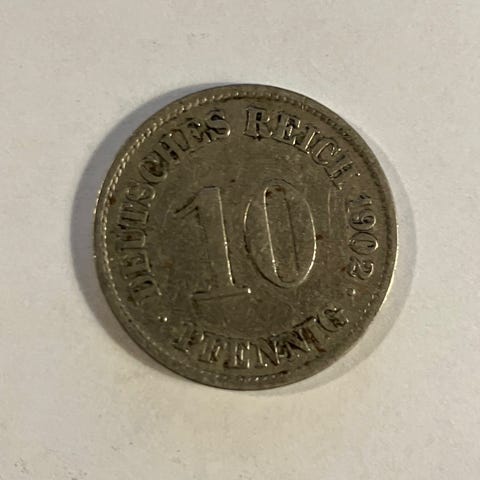 DEUTSCHES REICH 1902
10
PFENNIG